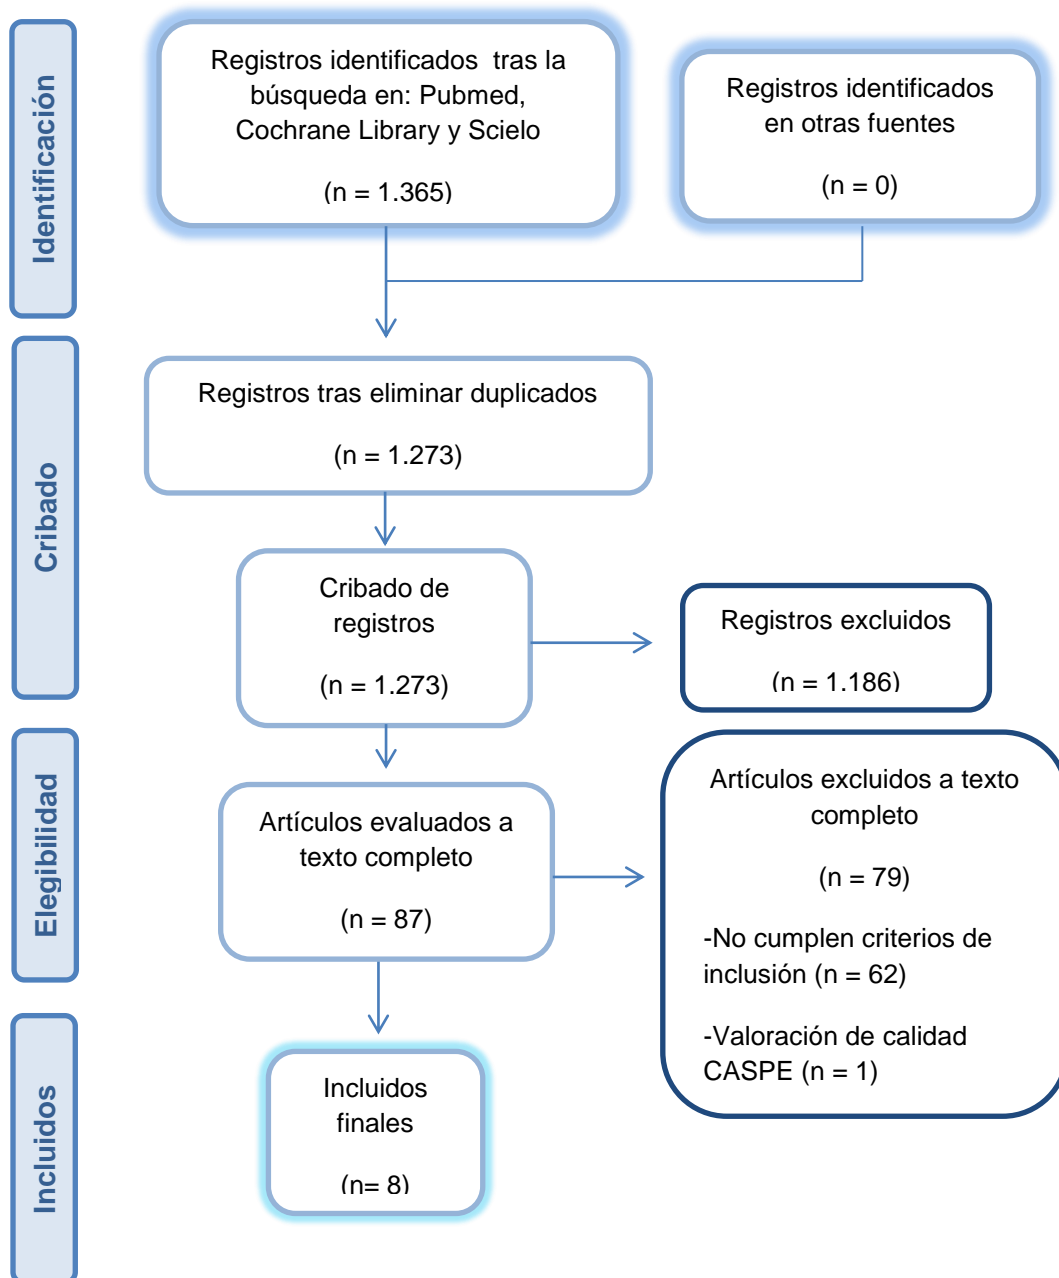 Identificación
Registros identificados tras la
búsqueda en: Pubmed,
Cochrane Library y Scielo
(n = 1.365)
Registros identificados
en otras fuentes
(n = 0)
Cribado
Registros tras eliminar duplicados
(n = 1.273)
Cribado de
registros
(n = 1.273)
Registros excluidos
(n = 1.186)
Elegibilidad
Artículos evaluados a
texto completo
(n = 87)
Artículos excluidos a texto
completo
(n = 79)
-No cumplen criterios de
inclusión (n = 62)
-Valoración de calidad
CASPE (n = 1)
Incluidos
Incluidos
finales
(n= 8)